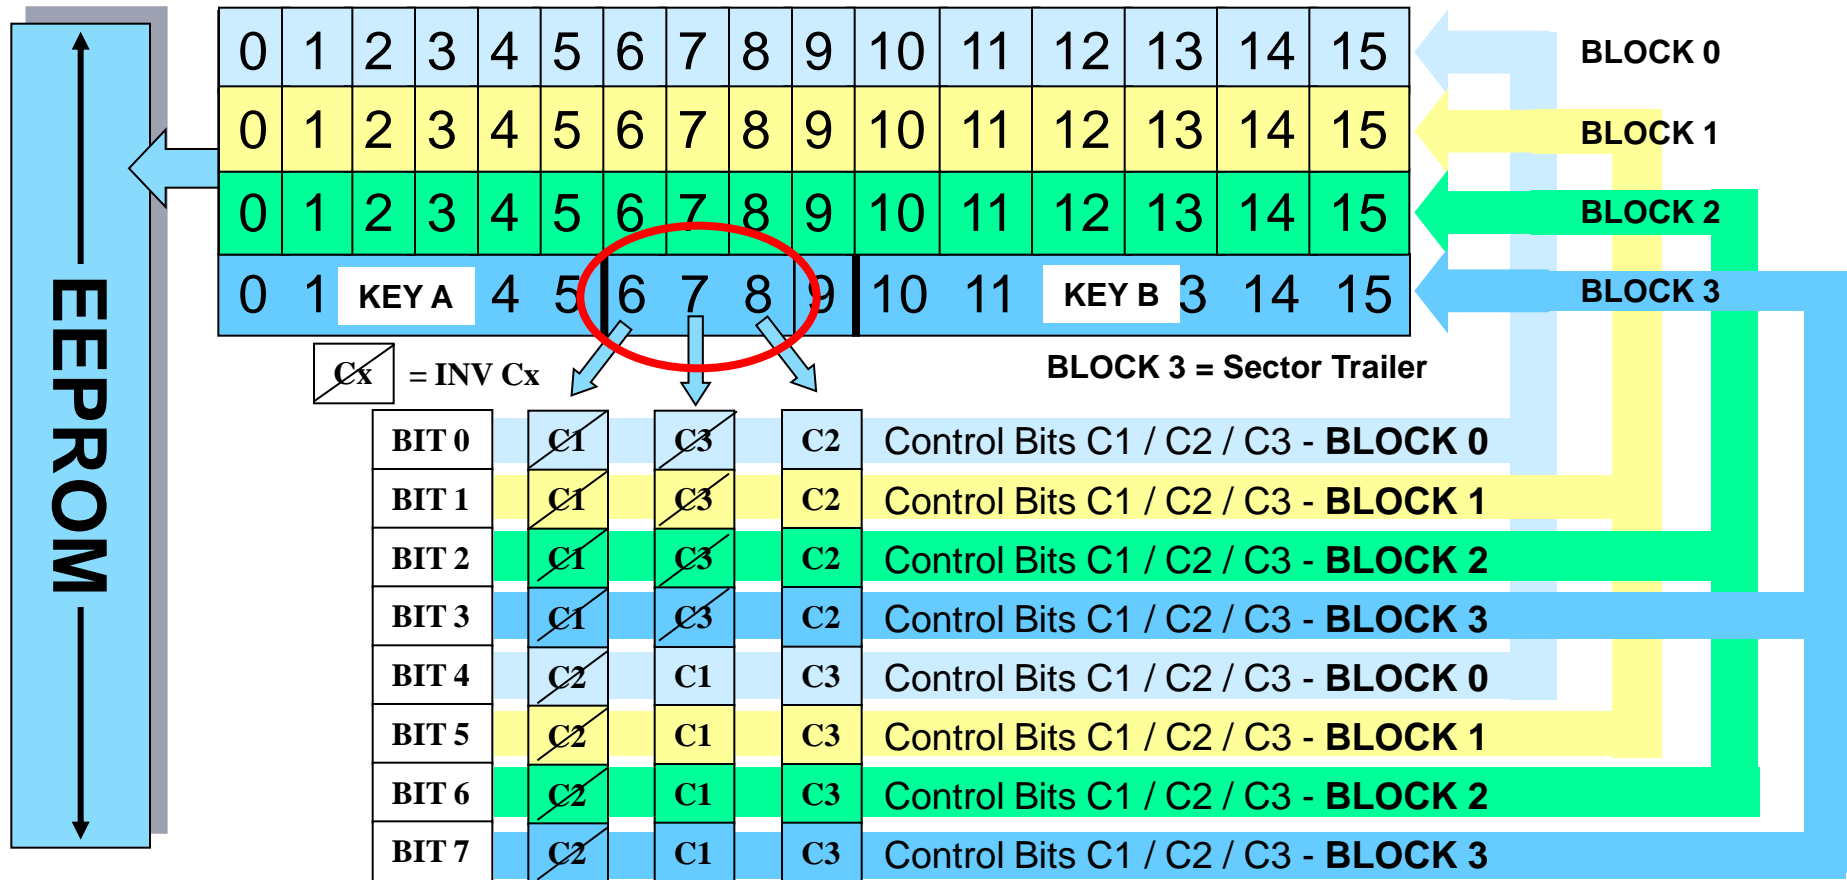 EEPROM
0 1 2 3 4 5 6 7 8 9 10 11 12 13 14 15 BLOCK 0
0 1 2 3 4 5 6 7 8 9 10 11 12 13 14 15 BLOCK 1
0 1 2 3 4 5 6 7 8 9 10 11 12 13 14 15 BLOCK 2
0 1 KEY A 4 5 6 7 8 9 10 11 KEY B 3 14 15 BLOCK 3
Cx = INV Cx BLOCK 3 = Sector Trailer
BIT 0 C1 C3 C2 Control Bits C1 / C2 / C3 - BLOCK 0
BIT 1 C1 C3 C2 Control Bits C1 / C2 / C3 - BLOCK 1
BIT 2 C1 C3 C2 Control Bits C1 / C2 / C3 - BLOCK 2
BIT 3 C1 C3 C2 Control Bits C1 / C2 / C3 - BLOCK 3
BIT 4 C2 C1 C3 Control Bits C1 / C2 / C3 - BLOCK 0
BIT 5 C2 C1 C3 Control Bits C1 / C2 / C3 - BLOCK 1
BIT 6 C2 C1 C3 Control Bits C1 / C2 / C3 - BLOCK 2
BIT 7 C2 C1 C3 Control Bits C1 / C2 / C3 - BLOCK 3